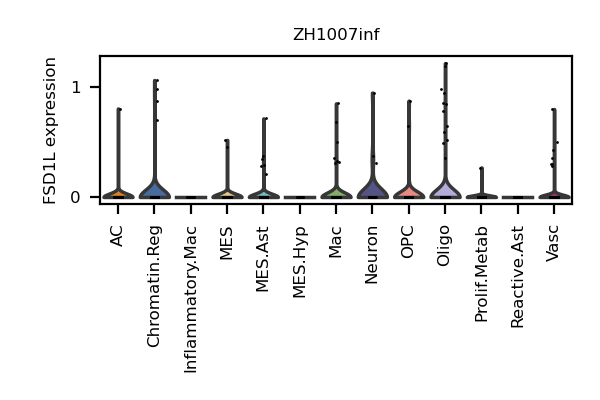 ZH1007inf
FSD1L expression
1
0
AC
Chromatin.Reg
Inflammatory.Mac
MES
MES.Ast
MES.Hyp
Mac
Neuron
OPC
Oligo
Prolif.Metab
Reactive.Ast
Vasc